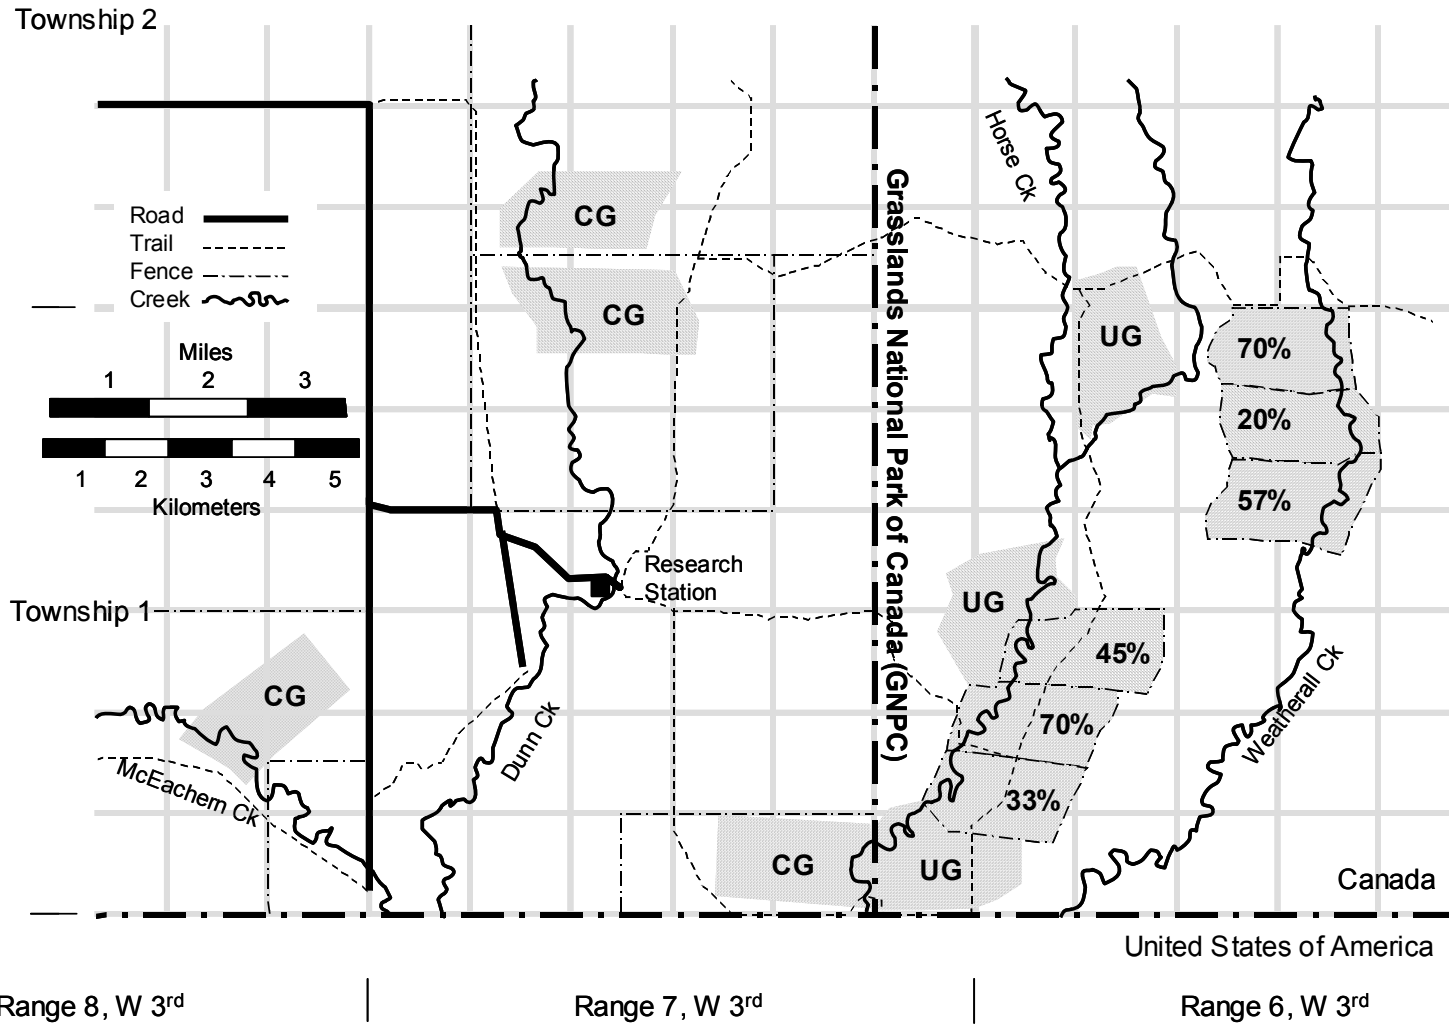 Township 2
Horse Ck
Grasslands National Park of Canada (GNPC)
Road
Trail
Fence
Creek
CG
CG
UG
Miles
1 2 3
1 2 3 4 5
Kilometers
70%
20%
57%
Research
Station
Township 1
UG
45%
CG
70%
Dunn Ck
Weatherall Ck
McEachern Ck
33%
CG
UG
Canada
United States of America
Range 8, W 3rd
Range 7, W 3rd
Range 6, W 3rd